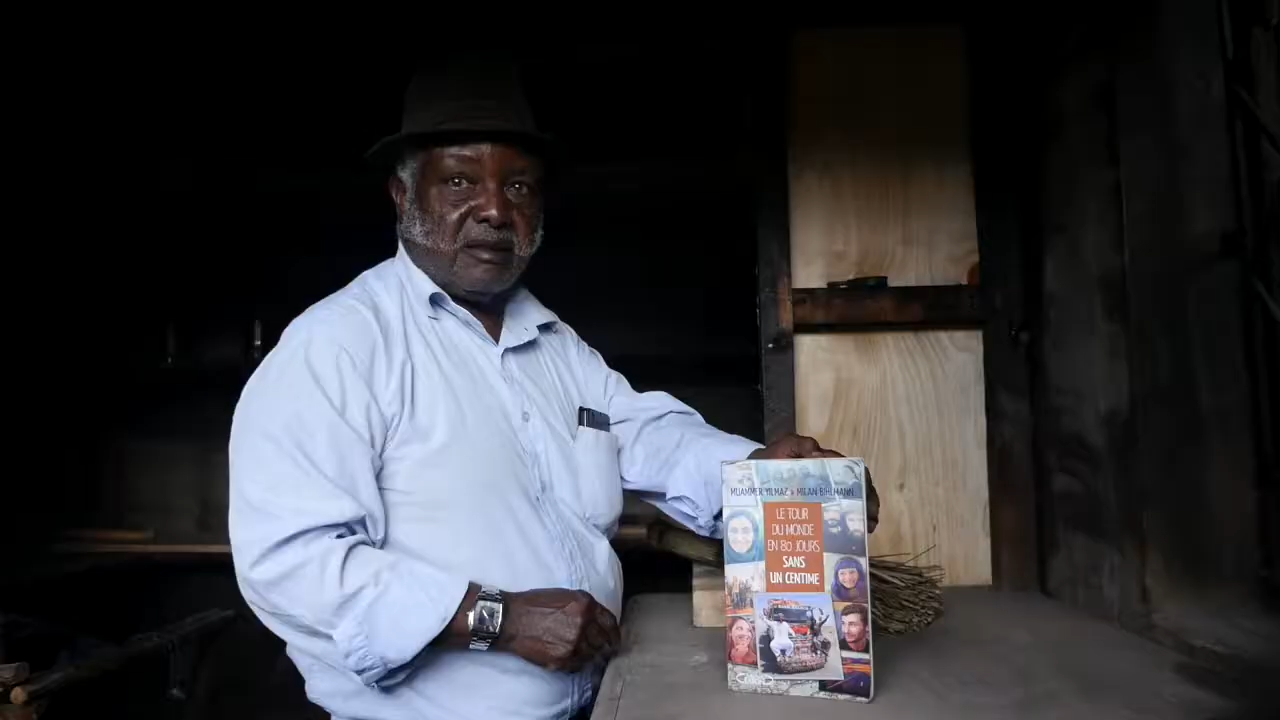 MUAMMER YILMAZ & MILAN BIHLMANN
LE TOUR
DU MONDE
EN 80 JOURS
SANS
UN CENTIME